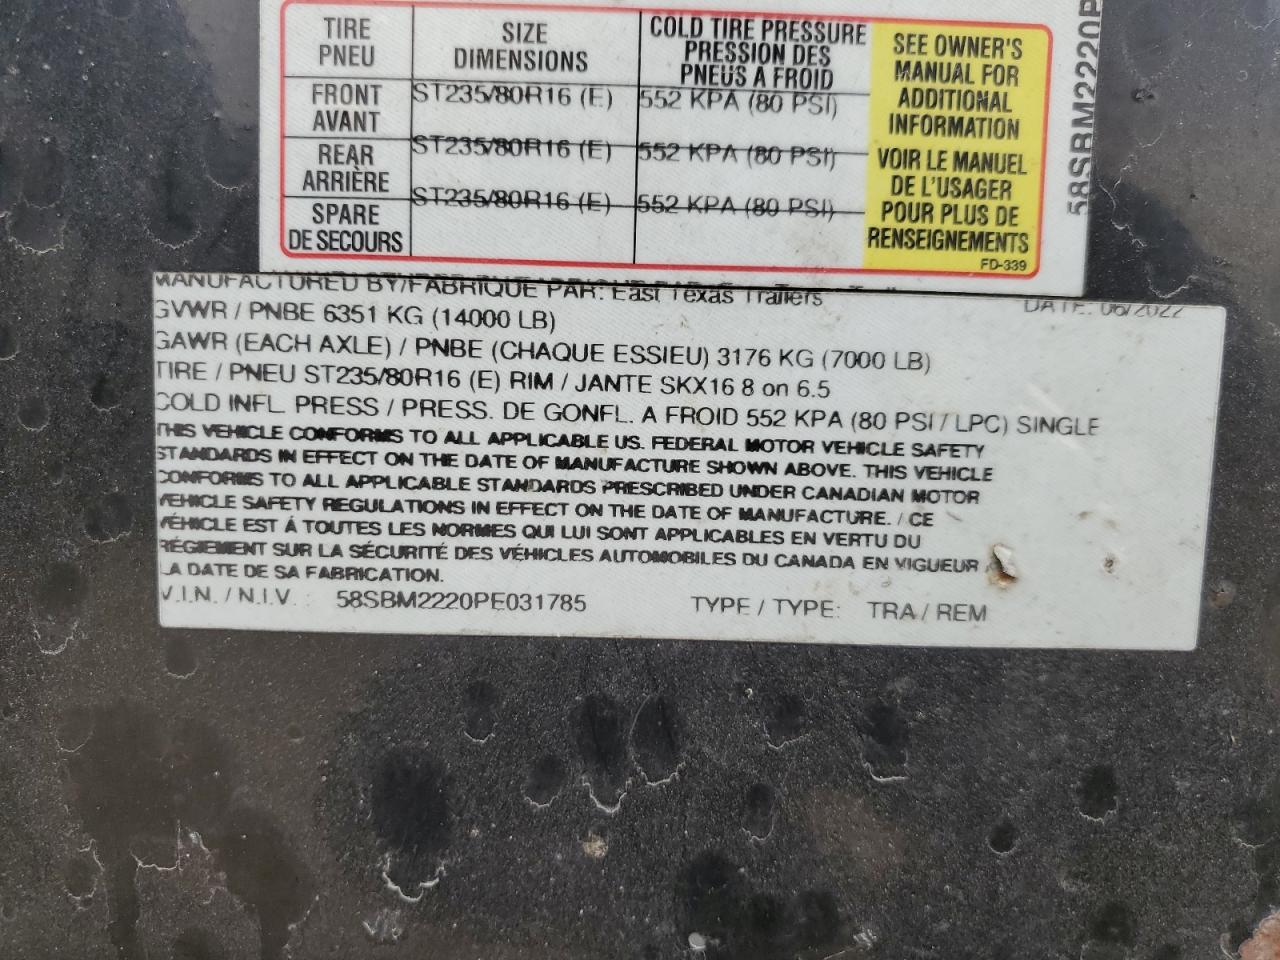 TIRE
PNEU
SIZE
DIMENSIONS
COLD TIRE PRESSURE
PRESSION DES
PNEUS A FROID
SEE OWNER'S
MANUAL FOR
ADDITIONAL
INFORMATION
VOIR LE MANUEL
DE L'USAGER
POUR PLUS DE
RENSEIGNEMENTS
FD-339
FRONT
AVANT
ST235/80R16 (E)
552 KPA (80 PSI)
REAR
ARRIÈRE
ST235/80R16 (E)
552 KPA (80 PSI)
SPARE
DE SECOURS
ST235/80R16 (E)
552 KPA (80 PSI)
58SBM2220P
MANUFACTURED BY/FABRIQUE PAR: East Texas Trailers
DATE: 06/2022
GVWR / PNBE 6351 KG (14000 LB)
GAWR (EACH AXLE) / PNBE (CHAQUE ESSIEU) 3176 KG (7000 LB)
TIRE / PNEU ST235/80R16 (E) RIM / JANTE SKX16 8 on 6.5
COLD INFL. PRESS / PRESS. DE GONFL. A FROID 552 KPA (80 PSI / LPC) SINGLE
THIS VEHICLE CONFORMS TO ALL APPLICABLE US. FEDERAL MOTOR VEHICLE SAFETY
STANDARDS IN EFFECT ON THE DATE OF MANUFACTURE SHOWN ABOVE. THIS VEHICLE
CONFORMS TO ALL APPLICABLE STANDARDS PRESCRIBED UNDER CANADIAN MOTOR
VEHICLE SAFETY REGULATIONS IN EFFECT ON THE DATE OF MANUFACTURE. / CE
VÉHICLE EST Á TOUTES LES NORMES QUI LUI SONT APPLICABLES EN VERTU DU
RÉGIEMENT SUR LA SÉCURITÉ DES VÉHICLES AUTOMOBILES DU CANADA EN VIGUEUR
LA DATE DE SA FABRICATION.
V.I.N. / N.I.V. 58SBM2220PE031785 TYPE / TYPE: TRA / REM